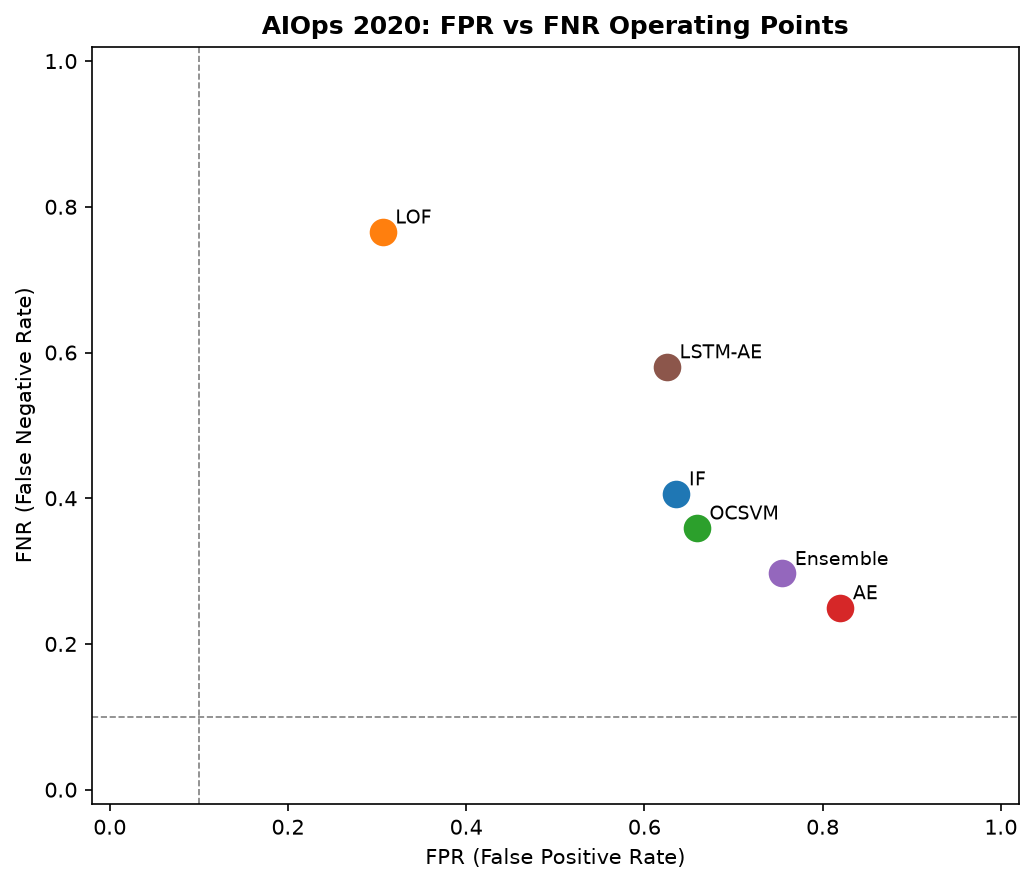 AIOps 2020: FPR vs FNR Operating Points
FNR (False Negative Rate)
1.0
0.8
0.6
0.4
0.2
0.0
LOF
LSTM-AE
IF
OCSVM
Ensemble
AE
0.0 0.2 0.4 0.6 0.8 1.0
FPR (False Positive Rate)